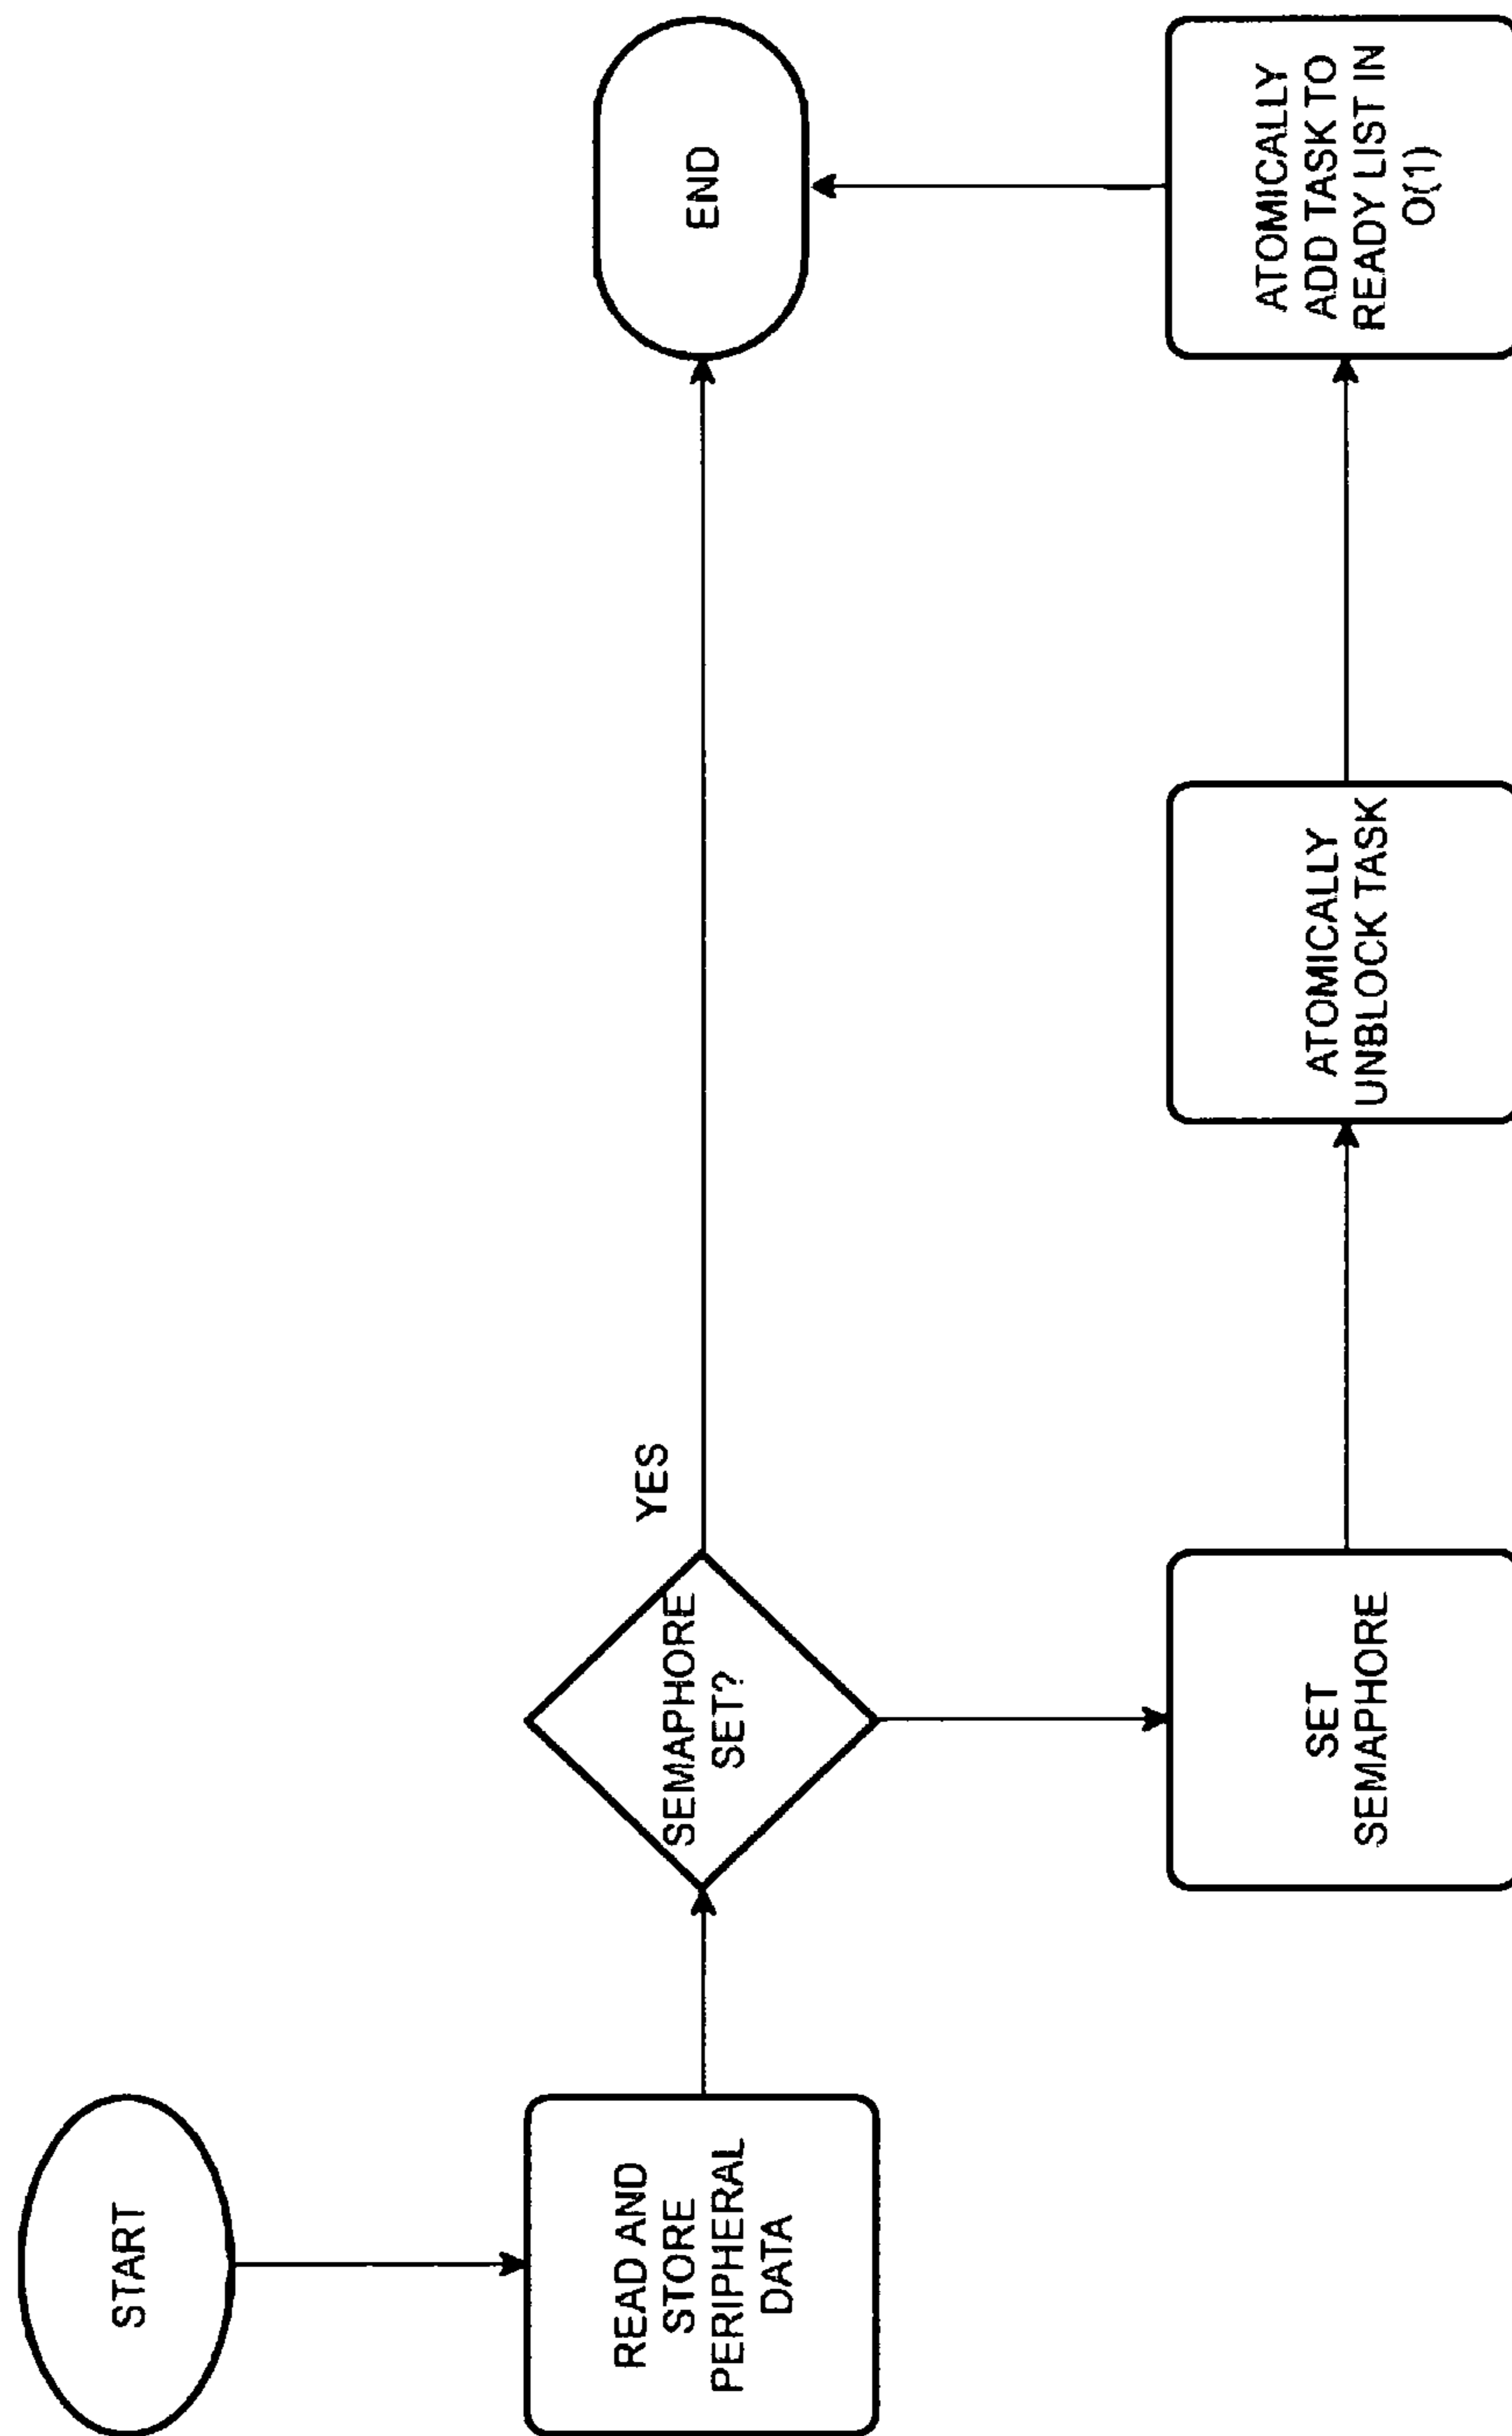 START
READ AND
STORE
PERIPHERAL
DATA
SEMAPHORE
SET?
YES
END
SET
SEMAPHORE
ATOMICALLY
UNBLOCK TASK
ATOMICALLY
ADD TASK TO
READY LIST IN
O(1)